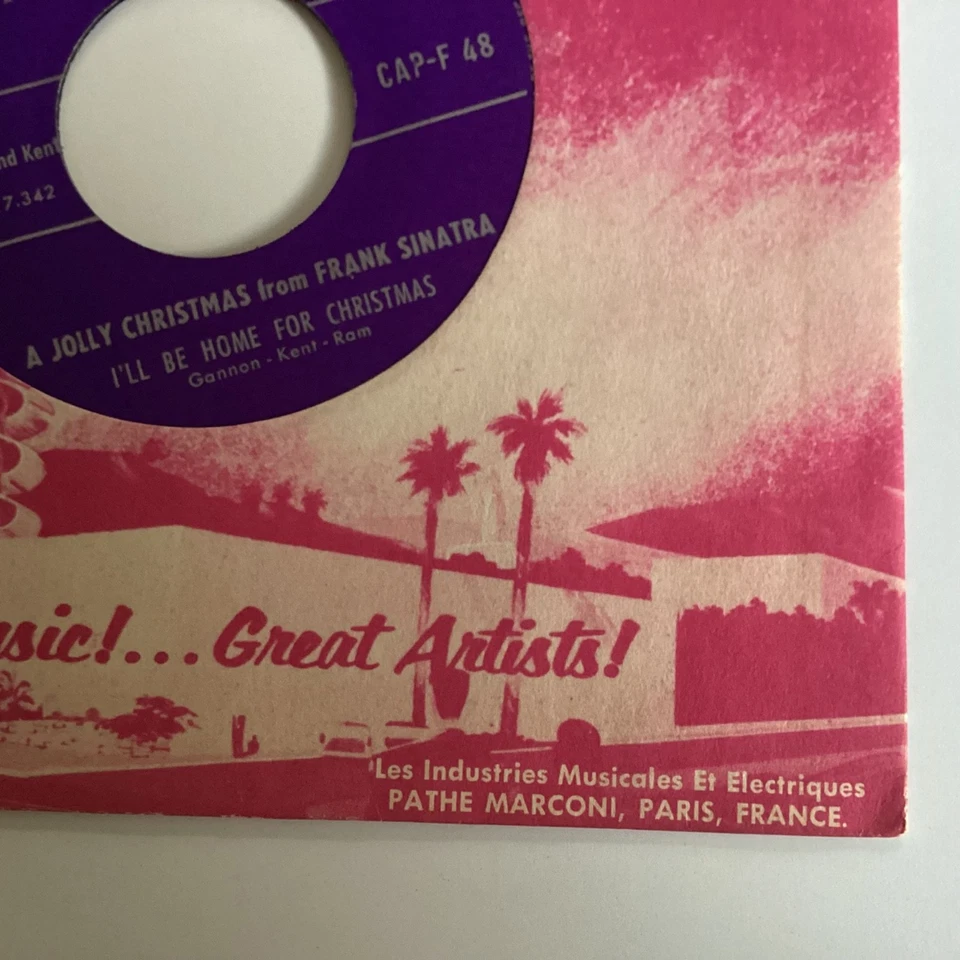 CAP-F 48
nd Kent
7.342
A JOLLY CHRISTMAS from FRANK SINATRA
I'LL BE HOME FOR CHRISTMAS
Gannon - Kent - Ram
usic!...Great Artists!
Les Industries Musicales Et Electriques
PATHE MARCONI, PARIS, FRANCE.